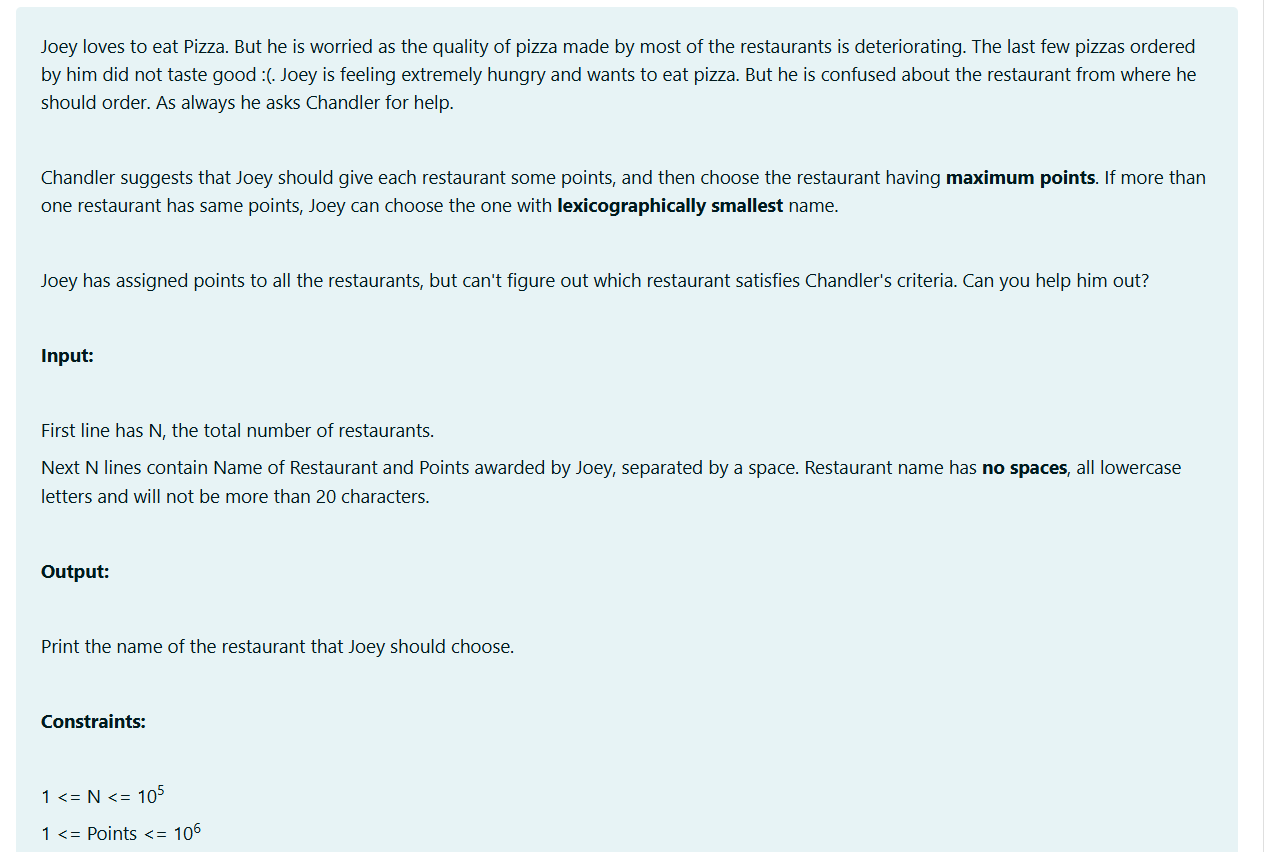 Joey loves to eat Pizza. But he is worried as the quality of pizza made by most of the restaurants is deteriorating. The last few pizzas ordered
by him did not taste good :(. Joey is feeling extremely hungry and wants to eat pizza. But he is confused about the restaurant from where he
should order. As always he asks Chandler for help.
Chandler suggests that Joey should give each restaurant some points, and then choose the restaurant having maximum points. If more than
one restaurant has same points, Joey can choose the one with lexicographically smallest name.
Joey has assigned points to all the restaurants, but can't figure out which restaurant satisfies Chandler's criteria. Can you help him out?
Input:
First line has N, the total number of restaurants.
Next N lines contain Name of Restaurant and Points awarded by Joey, separated by a space. Restaurant name has no spaces, all lowercase
letters and will not be more than 20 characters.
Output:
Print the name of the restaurant that Joey should choose.
Constraints:
1 <= N <= 10⁵
1 <= Points <= 10⁶